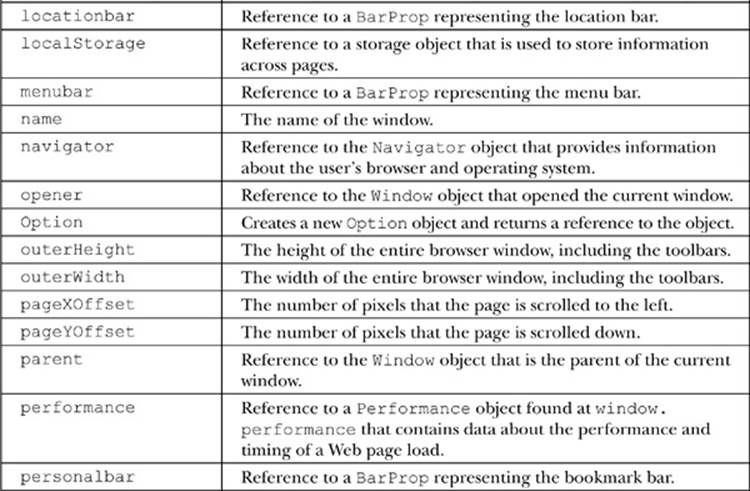 locationbar Reference to a BarProp representing the location bar.
localStorage Reference to a storage object that is used to store information
across pages.
menubar Reference to a BarProp representing the menu bar.
name The name of the window.
navigator Reference to the Navigator object that provides information
about the user's browser and operating system.
opener Reference to the Window object that opened the current window.
Option Creates a new Option object and returns a reference to the object.
outerHeight The height of the entire browser window, including the toolbars.
outerWidth The width of the entire browser window, including the toolbars.
pageXOffset The number of pixels that the page is scrolled to the left.
pageYOffset The number of pixels that the page is scrolled down.
parent Reference to the Window object that is the parent of the current
window.
performance Reference to a Performance object found at window.
performance that contains data about the performance and
timing of a Web page load.
personalbar Reference to a BarProp representing the bookmark bar.